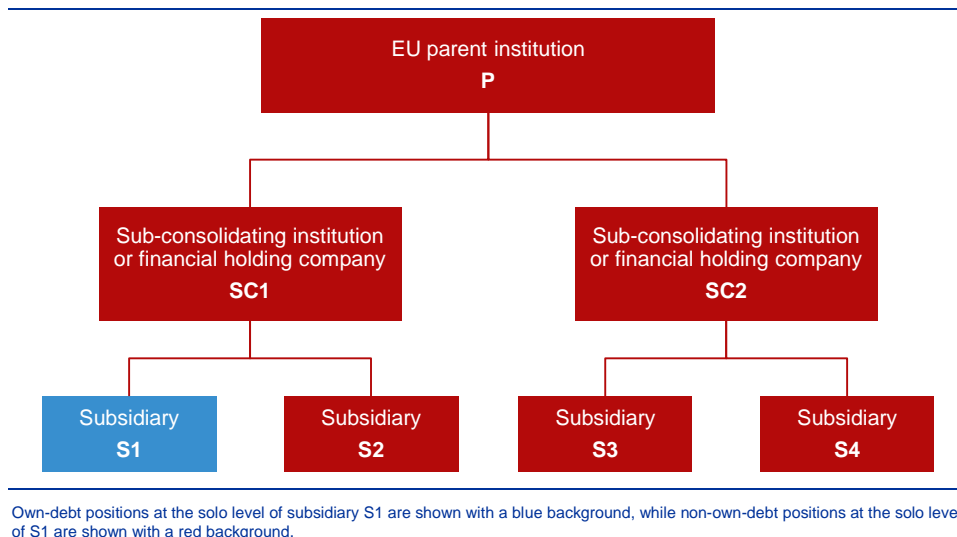 EU parent institution
P
Sub-consolidating institution
or financial holding company
SC1
Sub-consolidating institution
or financial holding company
SC2
Subsidiary
S1
Subsidiary
S2
Subsidiary
S3
Subsidiary
S4
Own-debt positions at the solo level of subsidiary S1 are shown with a blue background, while non-own-debt positions at the solo level
of S1 are shown with a red background.